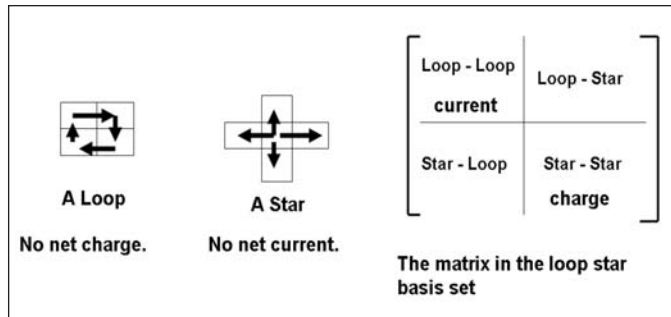 A Loop
No net charge.
A Star
No net current.
Loop - Loop
current
Loop - Star
Star - Loop
Star - Star
charge
The matrix in the loop star
basis set